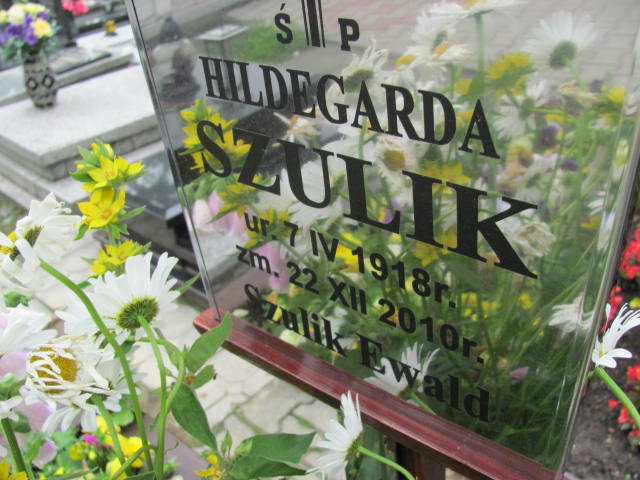 Ś P
HILDEGARDA
SZULIK
ur. 7 IV 1918r.
zm. 22 XII 2010r.
Szulik Ewald